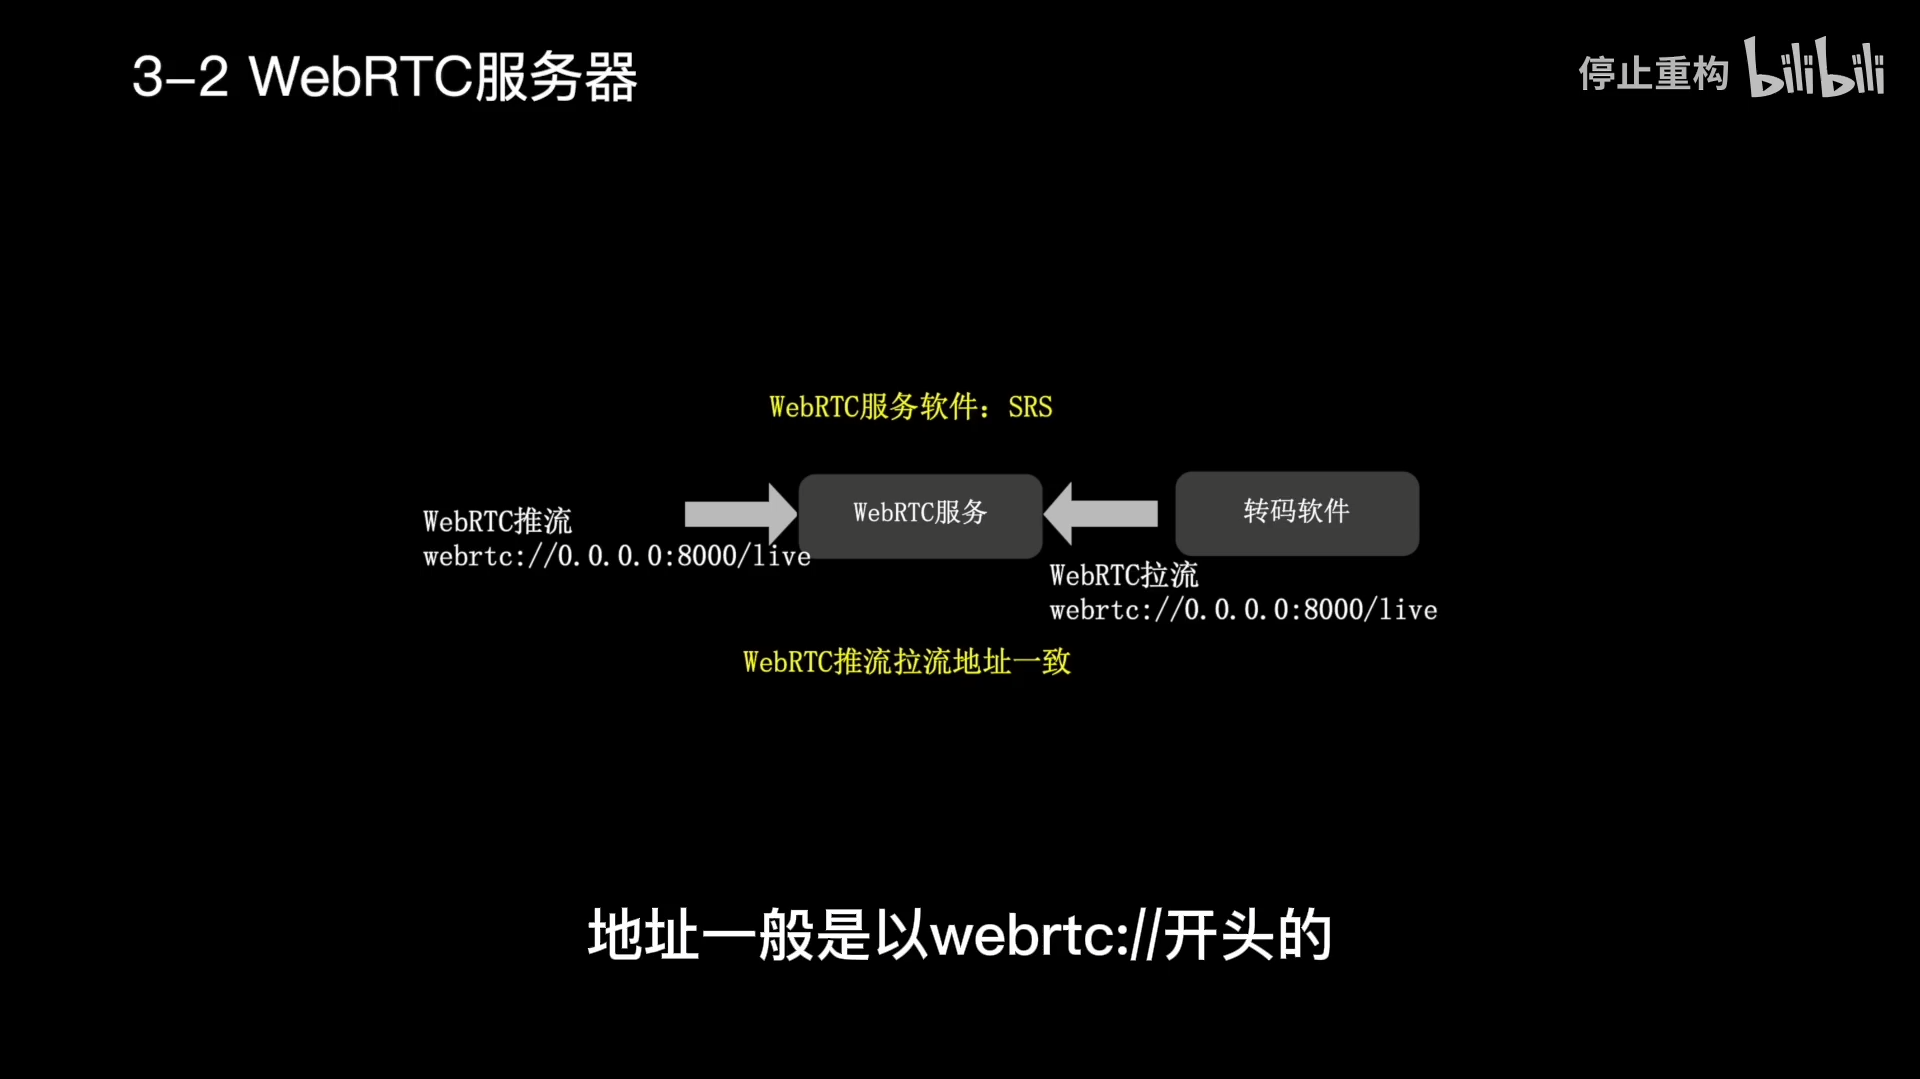 3-2 WebRTC服务器
停止重构 bilibili
WebRTC服务软件：SRS
WebRTC推流
webrtc://0.0.0.0:8000/live
WebRTC服务
转码软件
WebRTC拉流
webrtc://0.0.0.0:8000/live
WebRTC推流拉流地址一致
地址一般是以webrtc://开头的